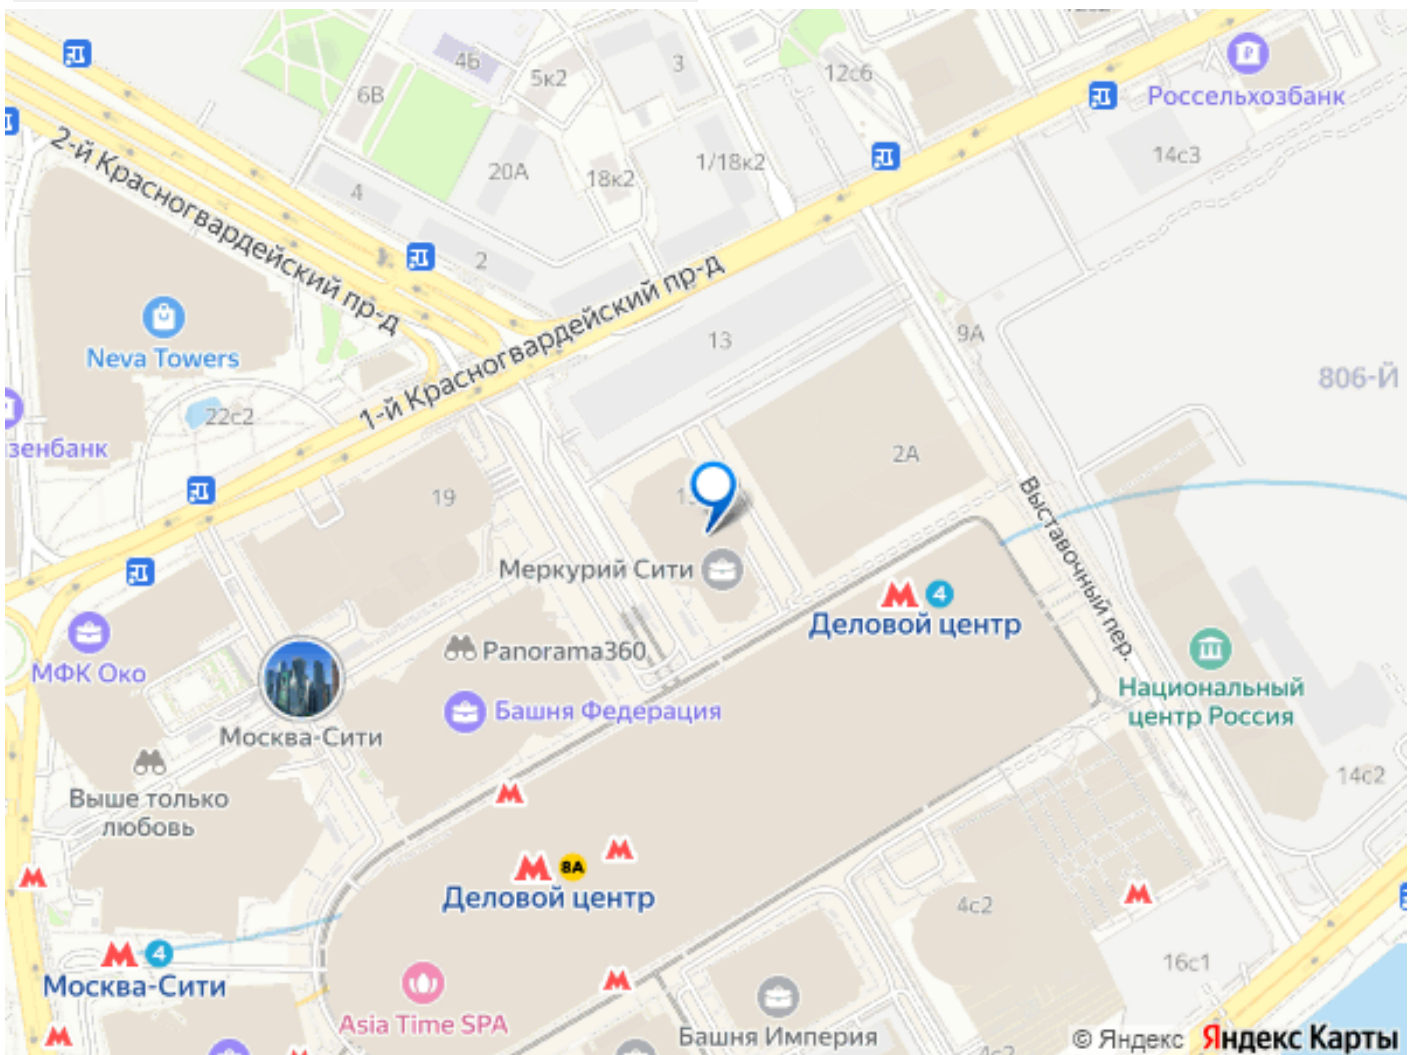 12с2
4Б
5к2
3
12с6
6В
Россельхозбанк
14с3
2-й Красногвардейский пр-д
20А
18к2
1/18к2
4
2
1-й Красногвардейский пр-д
13
9А
Neva Towers
806-Й
22с2
зенбанк
2А
19
Выставочный пер.
Меркурий Сити
4
Деловой центр
МФК Око
Panorama360
Национальный
центр Россия
Башня Федерация
Москва-Сити
Выше только
любовь
14с2
8А
Деловой центр
4с2
4
Москва-Сити
16с1
Asia Time SPA
Башня Империя
4с2
© Яндекс Яндекс Карты